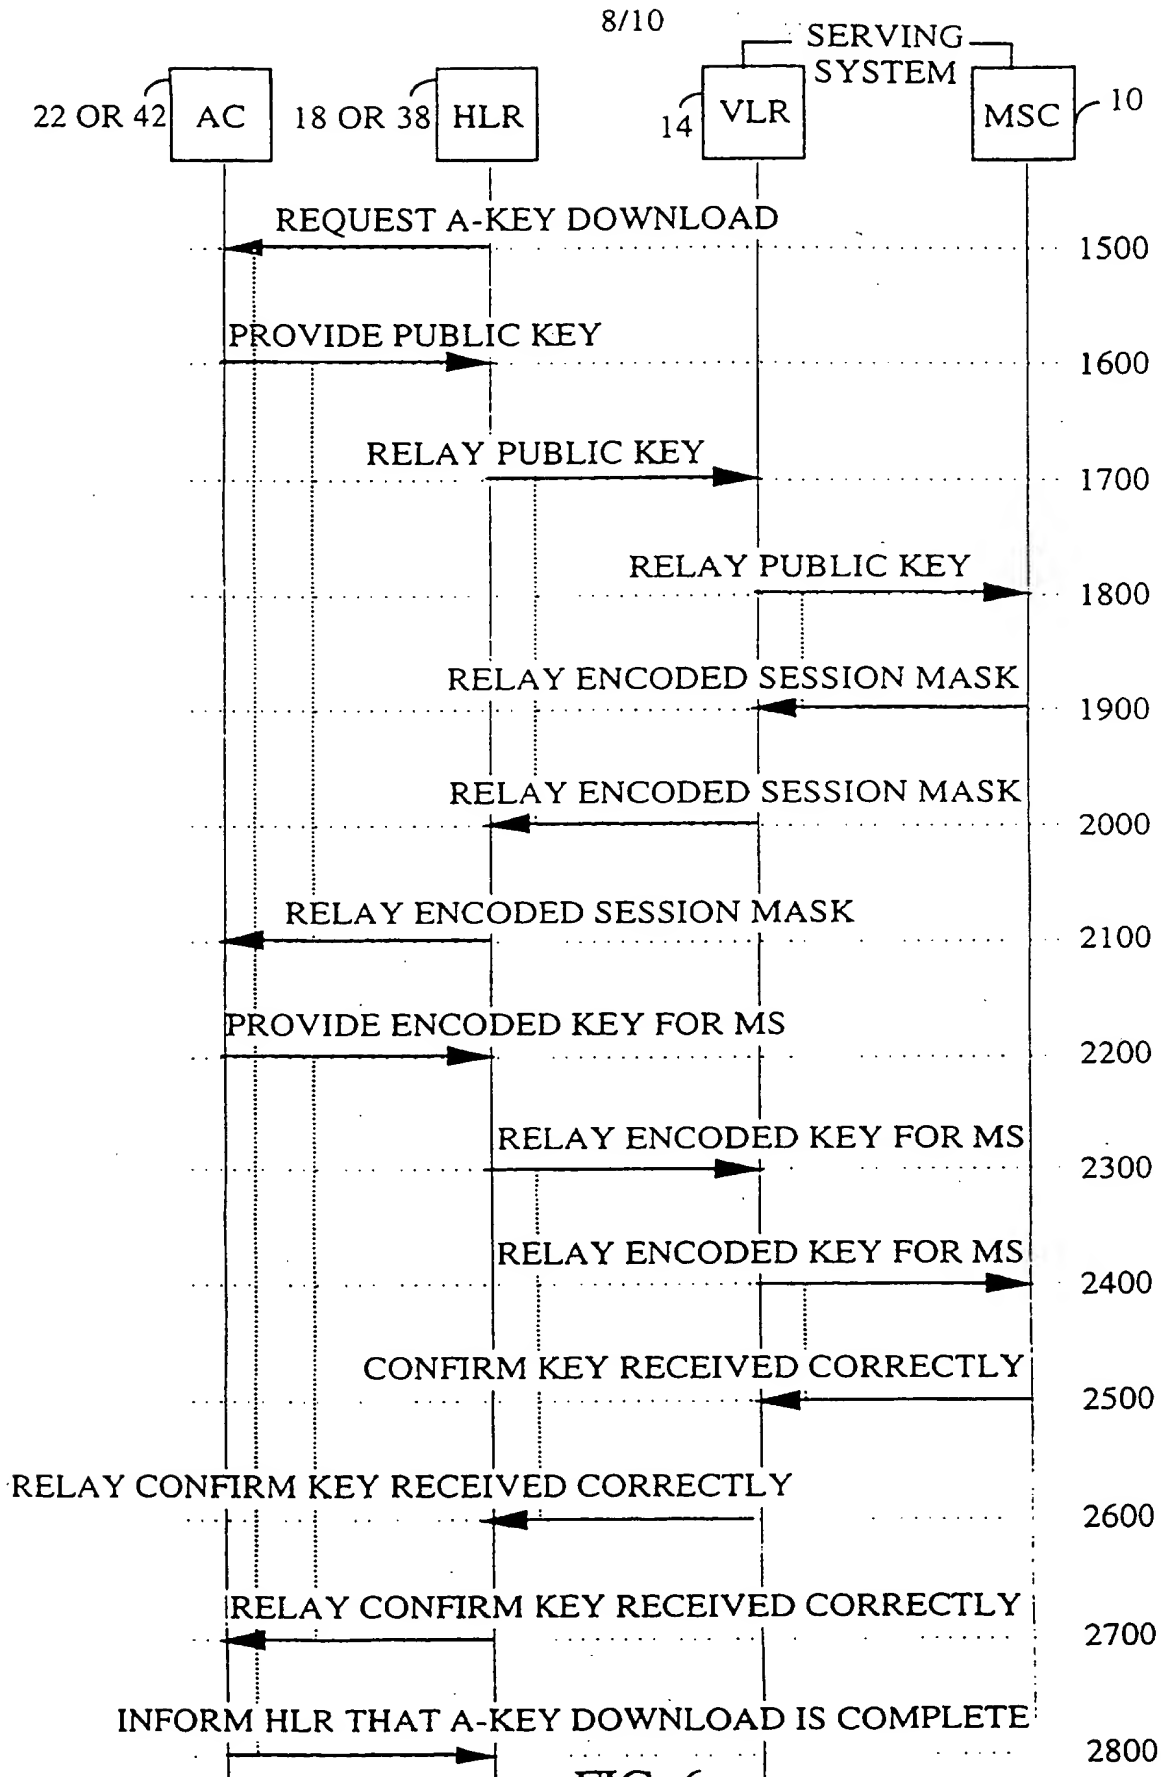 8/10
SERVING
SYSTEM
22 OR 42
AC
18 OR 38
HLR
14
VLR
MSC
10
REQUEST A-KEY DOWNLOAD
1500
PROVIDE PUBLIC KEY
1600
RELAY PUBLIC KEY
1700
RELAY PUBLIC KEY
1800
RELAY ENCODED SESSION MASK
1900
RELAY ENCODED SESSION MASK
2000
RELAY ENCODED SESSION MASK
2100
PROVIDE ENCODED KEY FOR MS
2200
RELAY ENCODED KEY FOR MS
2300
RELAY ENCODED KEY FOR MS
2400
CONFIRM KEY RECEIVED CORRECTLY
2500
RELAY CONFIRM KEY RECEIVED CORRECTLY
2600
RELAY CONFIRM KEY RECEIVED CORRECTLY
2700
INFORM HLR THAT A-KEY DOWNLOAD IS COMPLETE
2800